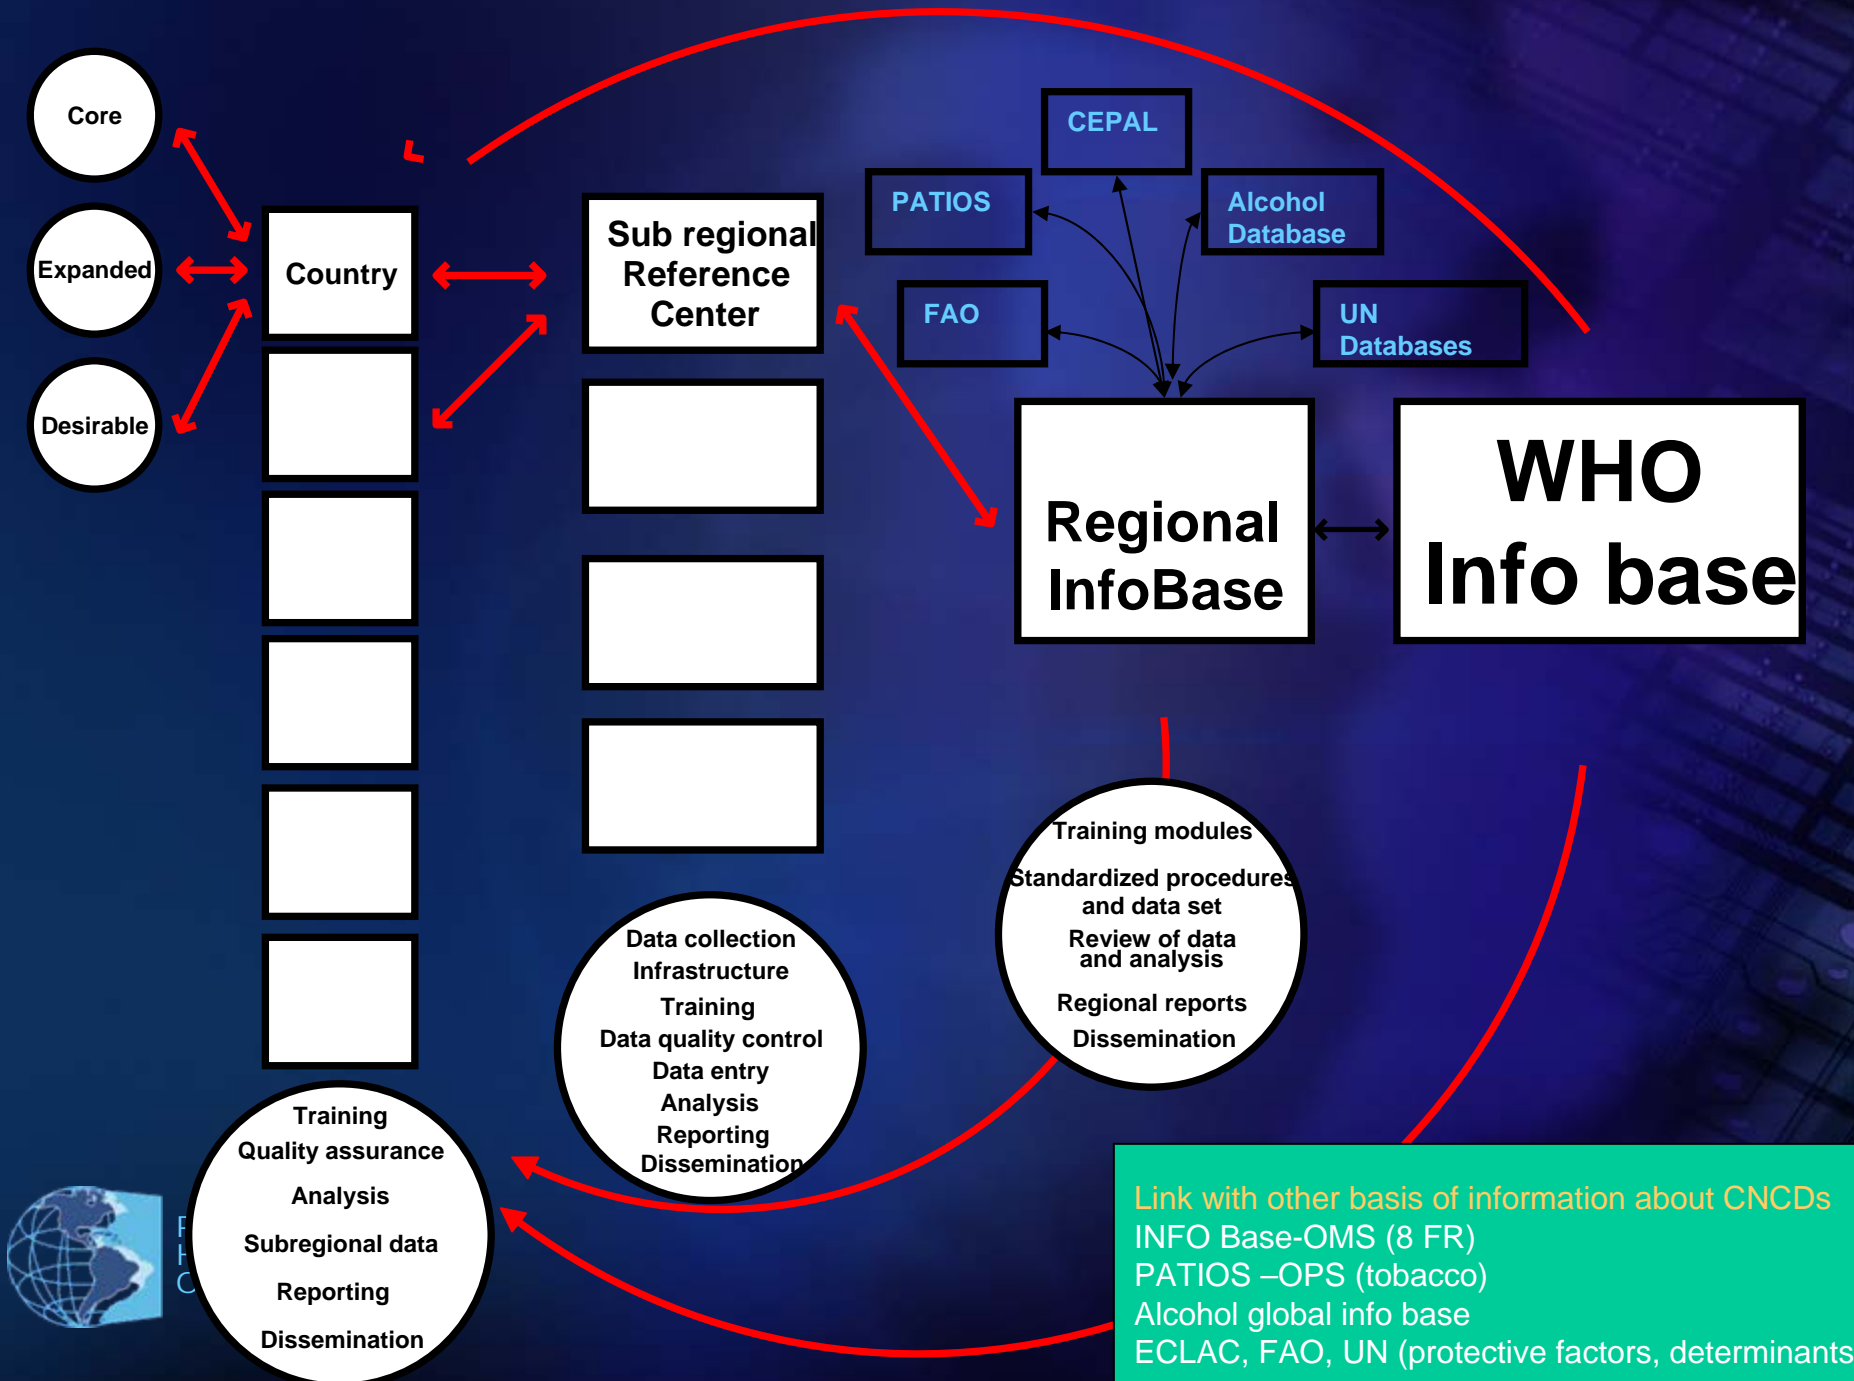 Core
Expanded
Desirable
Country
Sub regional
Reference
Center
CEPAL
PATIOS
Alcohol
Database
FAO
UN
Databases
Regional
InfoBase
WHO
Info base
Training modules
Standardized procedures
and data set
Review of data
and analysis
Regional reports
Dissemination
Data collection
Infrastructure
Training
Data quality control
Data entry
Analysis
Reporting
Dissemination
Training
Quality assurance
Analysis
Subregional data
Reporting
Dissemination
Link with other basis of information about CNCDs
INFO Base-OMS (8 FR)
PATIOS –OPS (tobacco)
Alcohol global info base
ECLAC, FAO, UN (protective factors, determinants